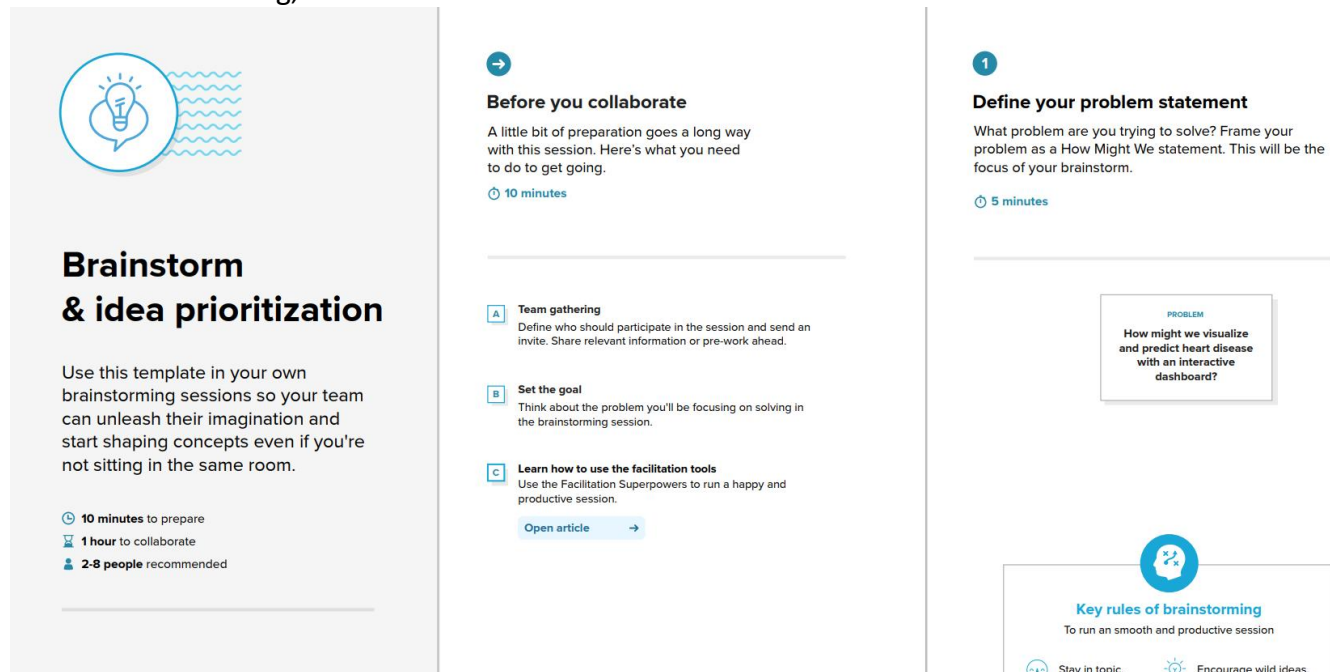 Brainstorm
& idea prioritization
Use this template in your own
brainstorming sessions so your team
can unleash their imagination and
start shaping concepts even if you're
not sitting in the same room.
10 minutes to prepare
1 hour to collaborate
2-8 people recommended
Before you collaborate
A little bit of preparation goes a long way
with this session. Here's what you need
to do to get going.
10 minutes
A Team gathering
Define who should participate in the session and send an
invite. Share relevant information or pre-work ahead.
B Set the goal
Think about the problem you'll be focusing on solving in
the brainstorming session.
C Learn how to use the facilitation tools
Use the Facilitation Superpowers to run a happy and
productive session.
Open article
1
Define your problem statement
What problem are you trying to solve? Frame your
problem as a How Might We statement. This will be the
focus of your brainstorm.
5 minutes
PROBLEM
How might we visualize
and predict heart disease
with an interactive
dashboard?
Key rules of brainstorming
To run an smooth and productive session
Stay in topic. Encourage wild ideas.